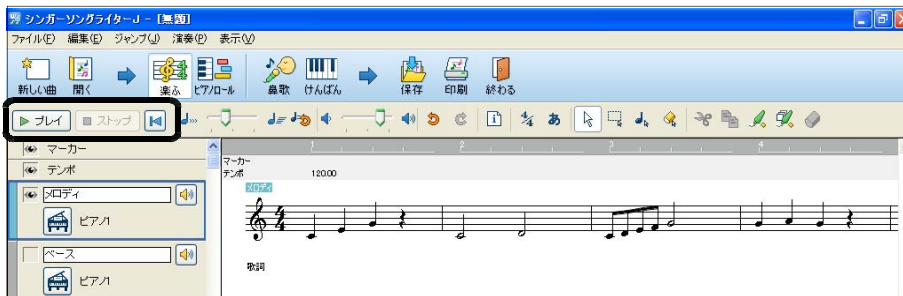 シンガーソングライターJ - [無題]
ファイル(F) 編集(E) ジャンプ(J) 演奏(P) 表示(V)
新しい曲 開く 楽ふ ピアノロール 鼻歌 けんばん 保存 印刷 終わる
プレイ ストップ あ
マーカー 1 2 3 4
テンポ
マーカー
テンポ 120.00
メロディ メロディ
ピアノ1
ベース 歌詞
ピアノ1